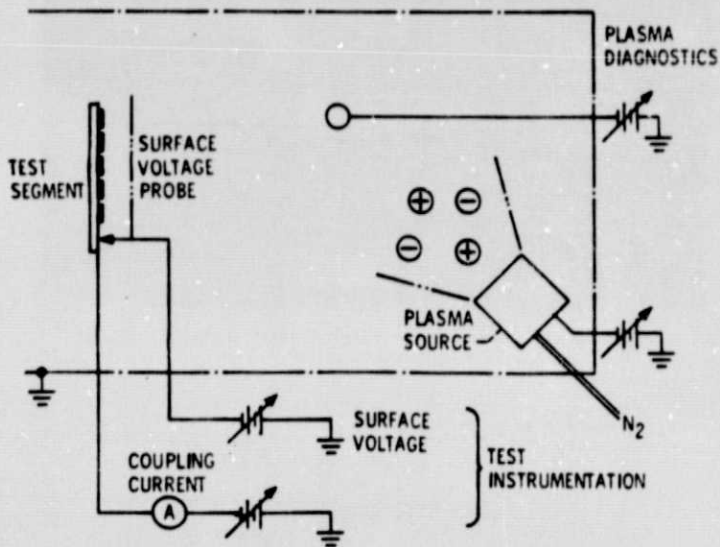 PLASMA
DIAGNOSTICS
SURFACE
VOLTAGE
PROBE
TEST
SEGMENT
PLASMA
SOURCE
N2
SURFACE
VOLTAGE
COUPLING
CURRENT
A
TEST
INSTRUMENTATION